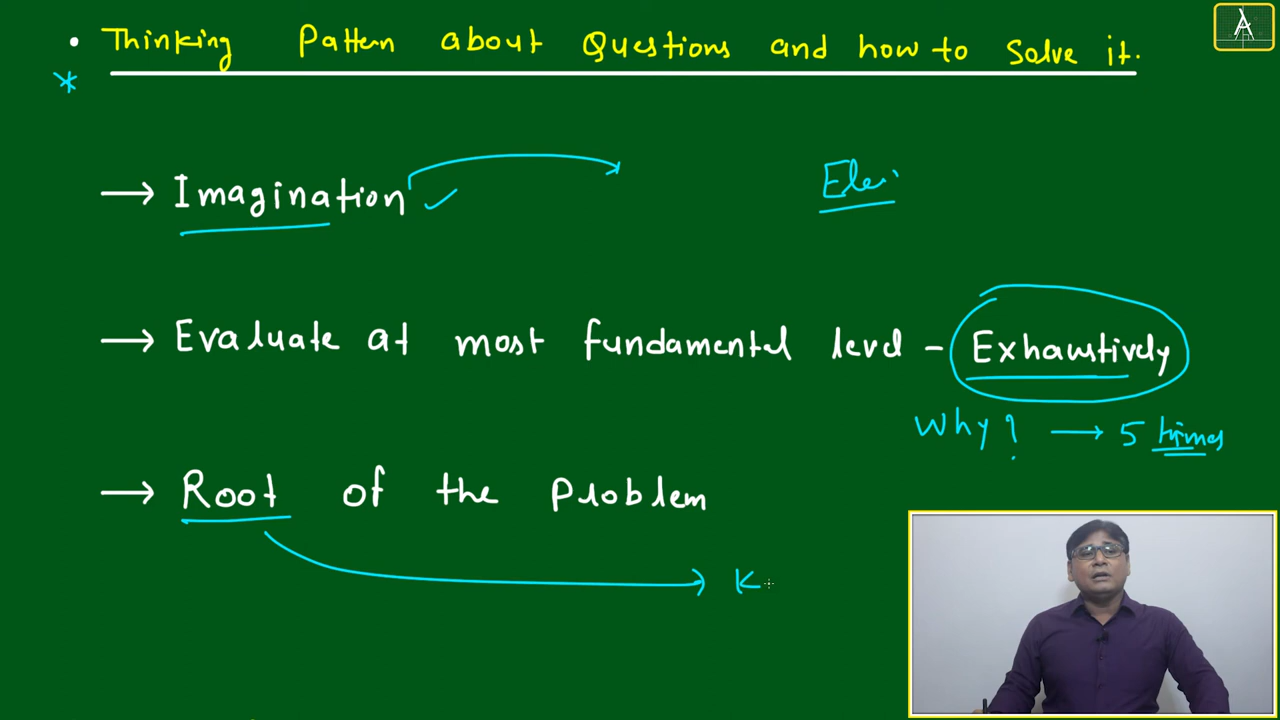 • Thinking Pattern about Questions and how to solve it.
*
→ Imagination ✓
Ele.
→ Evaluate at most fundamental level - Exhaustively
Why? → 5 times
→ Root of the Problem
→ K
A